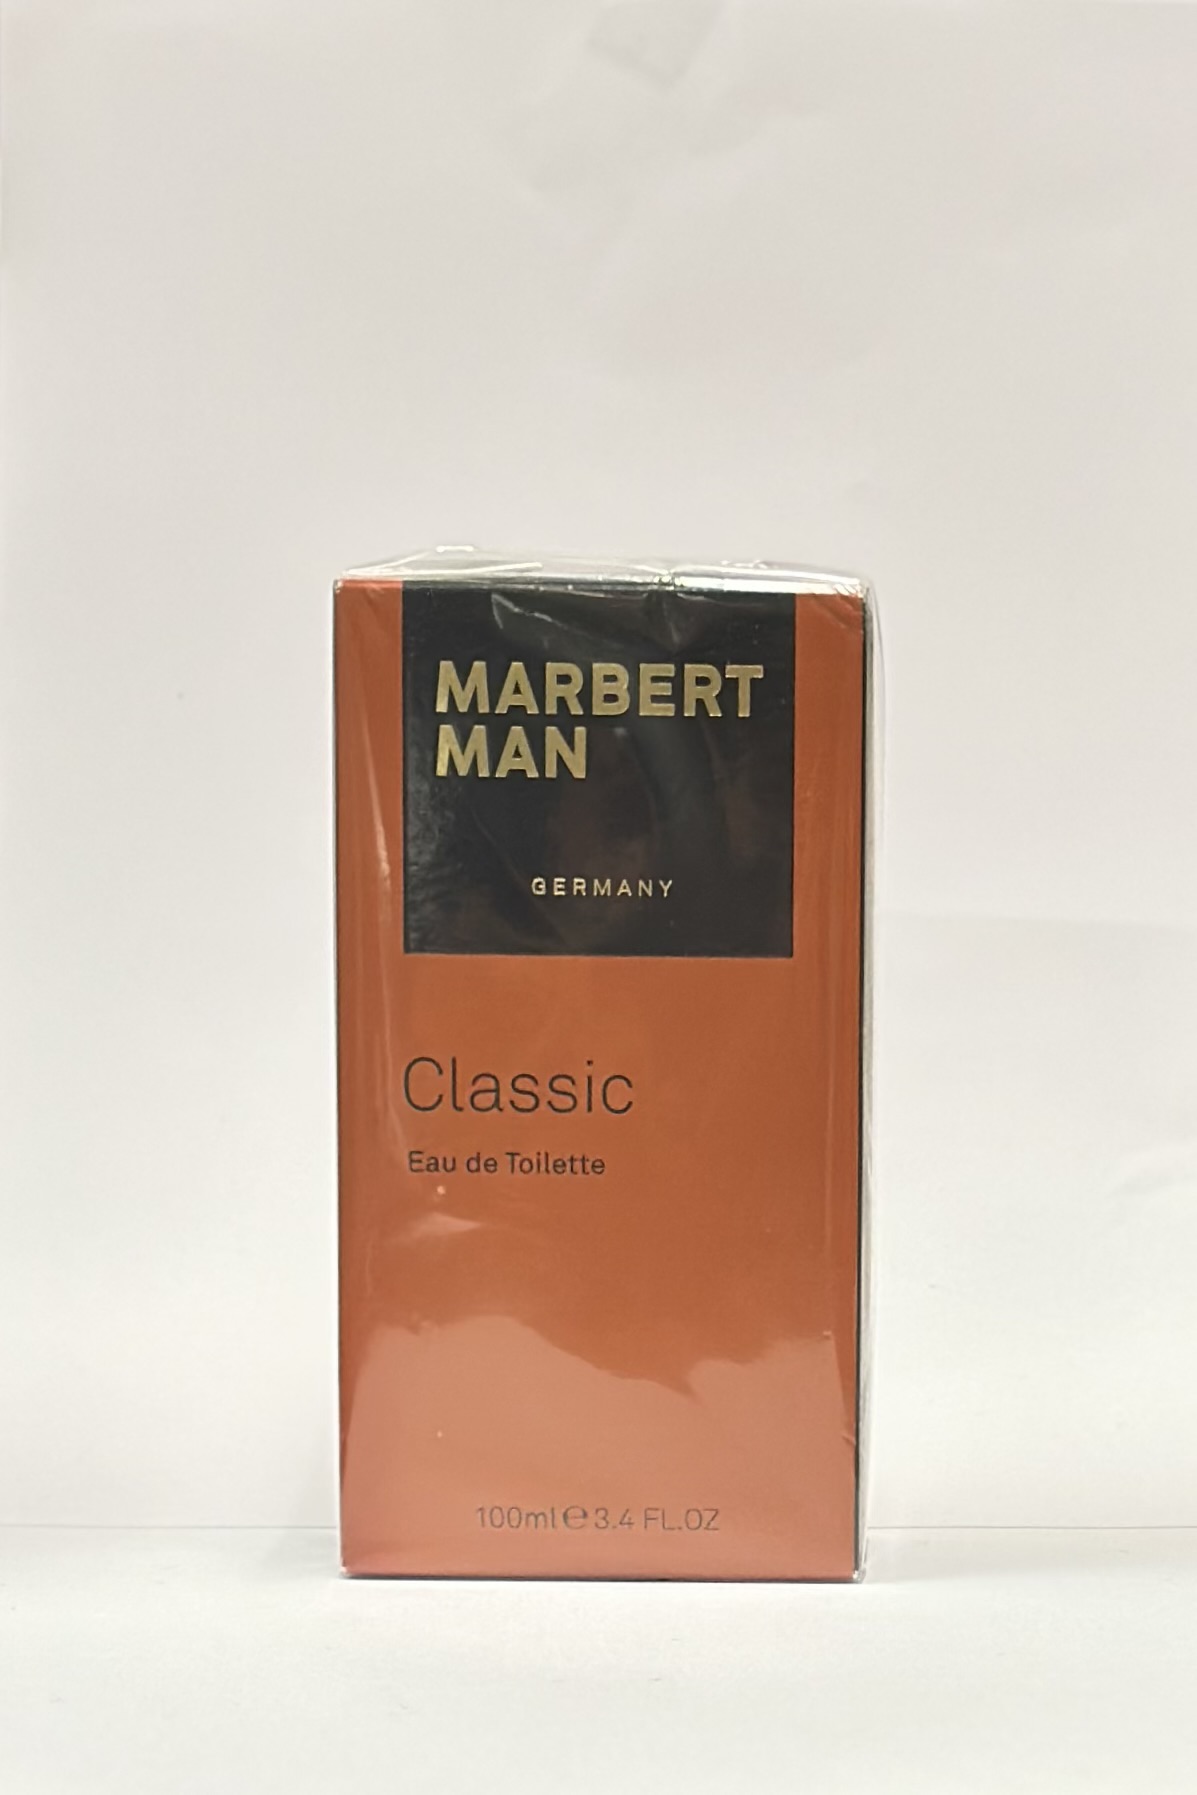 MARBERT
MAN
GERMANY
Classic
Eau de Toilette
100ml ℮ 3.4 FL.OZ